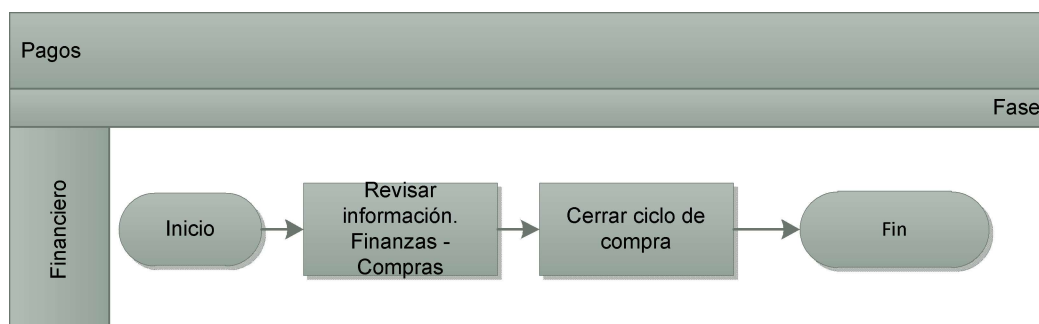 Pagos
Fase
Financiero
Inicio
Revisar
información.
Finanzas -
Compras
Cerrar ciclo de
compra
Fin